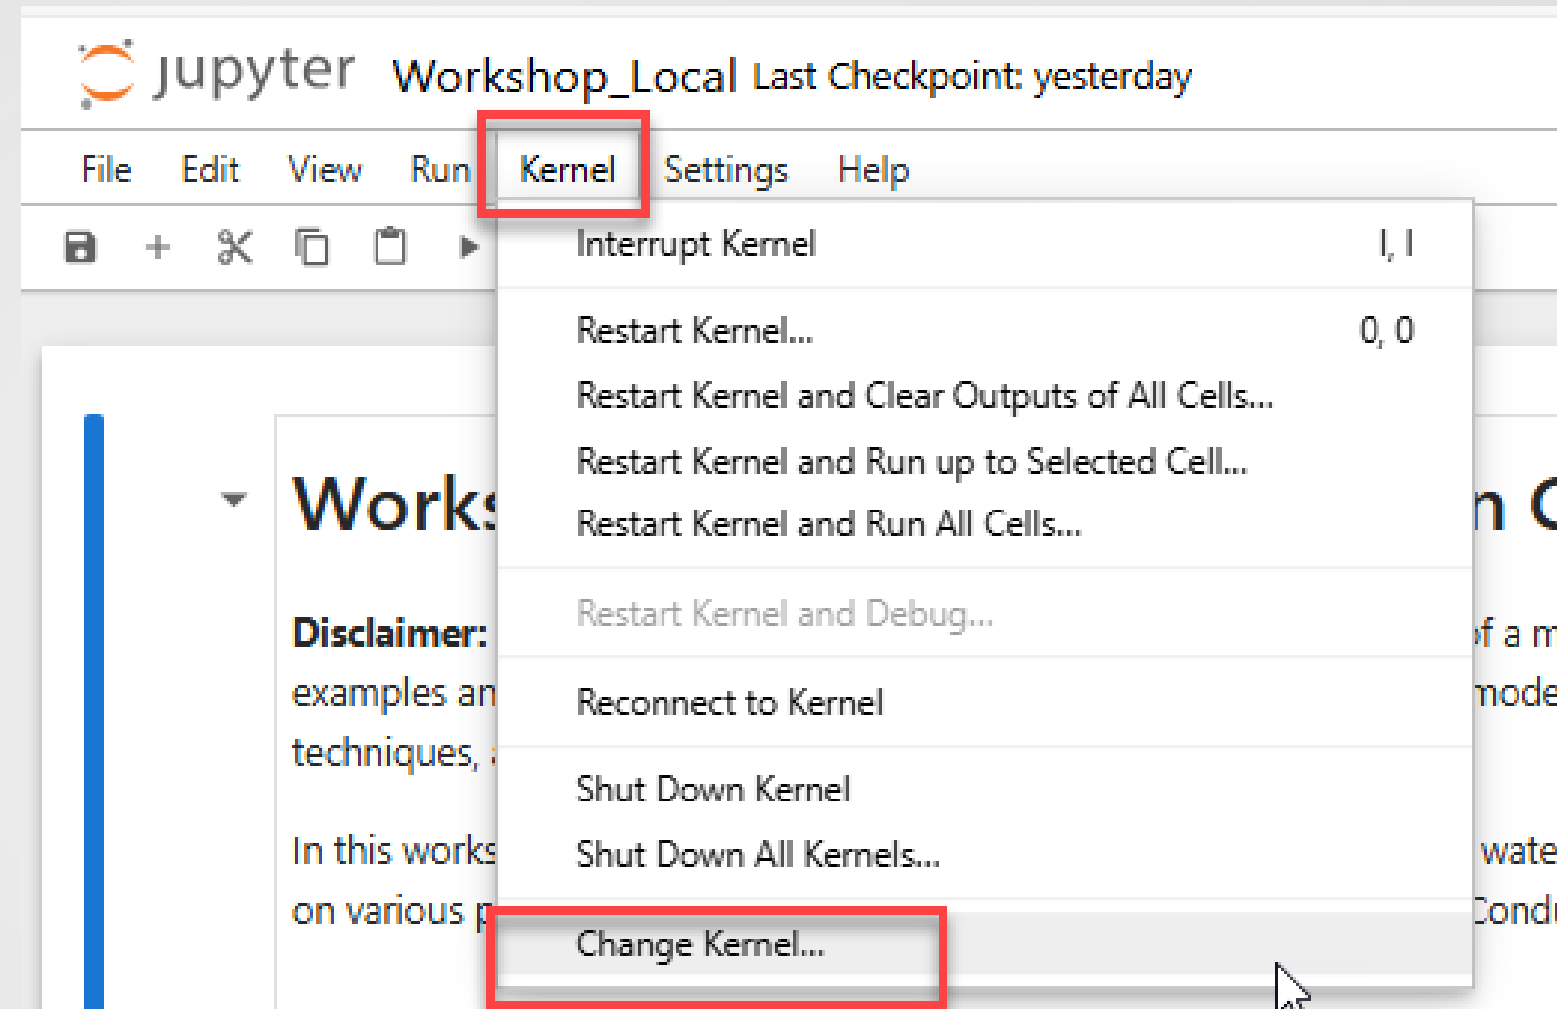 jupyter Workshop_Local Last Checkpoint: yesterday
File Edit View Run Kernel Settings Help
Interrupt Kernel I, I
Restart Kernel... 0, 0
Restart Kernel and Clear Outputs of All Cells...
Restart Kernel and Run up to Selected Cell...
Restart Kernel and Run All Cells...
Restart Kernel and Debug...
Reconnect to Kernel
Shut Down Kernel
Shut Down All Kernels...
Change Kernel...
Disclaimer: of a
examples
techniques,
In this
on various